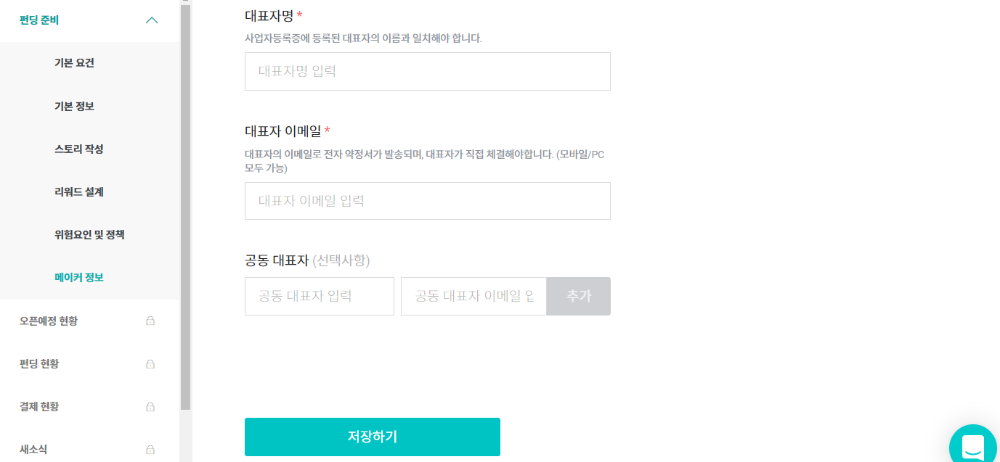 펀딩 준비
기본 요건
기본 정보
스토리 작성
리워드 설계
위험요인 및 정책
메이커 정보
오픈예정 현황
펀딩 현황
결제 현황
새소식
대표자명 *
사업자등록증에 등록된 대표자의 이름과 일치해야 합니다.
대표자명 입력
대표자 이메일 *
대표자의 이메일로 전자 약정서가 발송되며, 대표자가 직접 체결해야합니다. (모바일/PC
모두 가능)
대표자 이메일 입력
공동 대표자 (선택사항)
공동 대표자 입력
공동 대표자 이메일
추가
저장하기